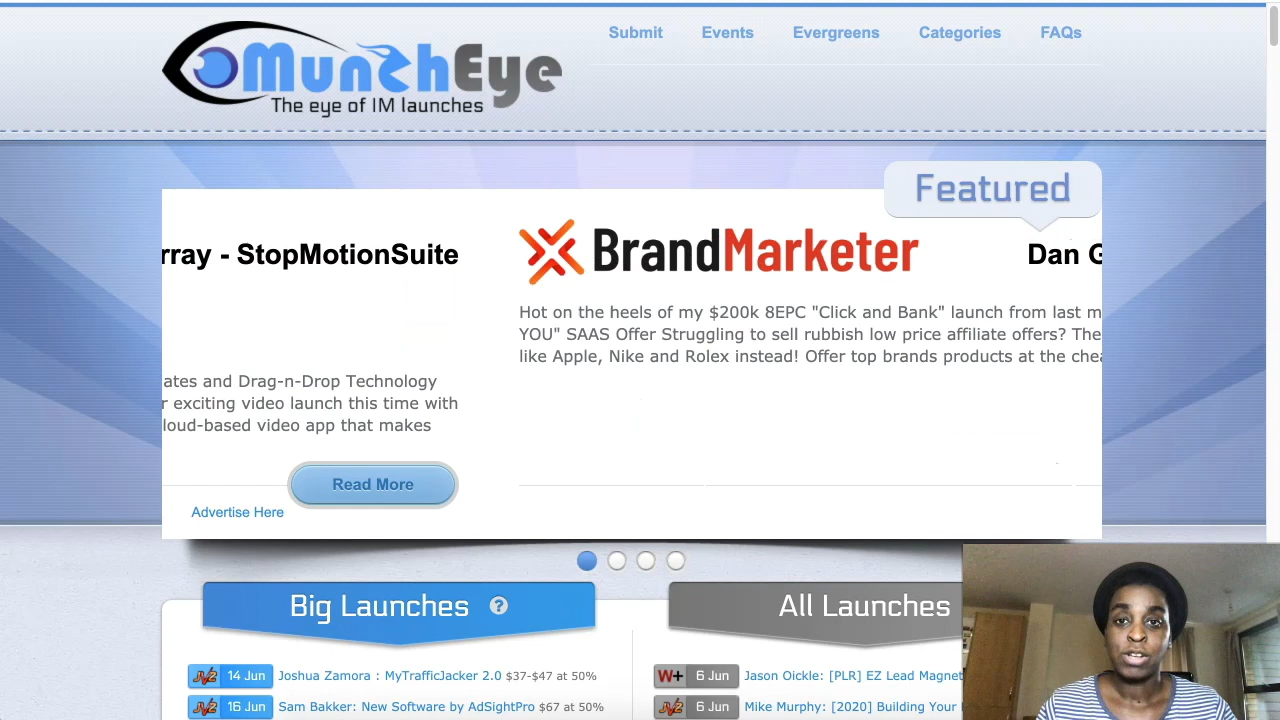 Submit Events Evergreens Categories FAQs
MunchEye
The eye of IM launches
Featured
rray - StopMotionSuite
BrandMarketer
Dan G
Hot on the heels of my $200k 8EPC "Click and Bank" launch from last m
YOU" SAAS Offer Struggling to sell rubbish low price affiliate offers? The
like Apple, Nike and Rolex instead! Offer top brands products at the chea
ates and Drag-n-Drop Technology
r exciting video launch this time with
loud-based video app that makes
Read More
Advertise Here
Big Launches ?
All Launches
JVZ 14 Jun Joshua Zamora : MyTrafficJacker 2.0 $37-$47 at 50%
W+ 6 Jun Jason Oickle: [PLR] EZ Lead Magnet
JVZ 16 Jun Sam Bakker: New Software by AdSightPro $67 at 50%
JVZ 6 Jun Mike Murphy: [2020] Building Your